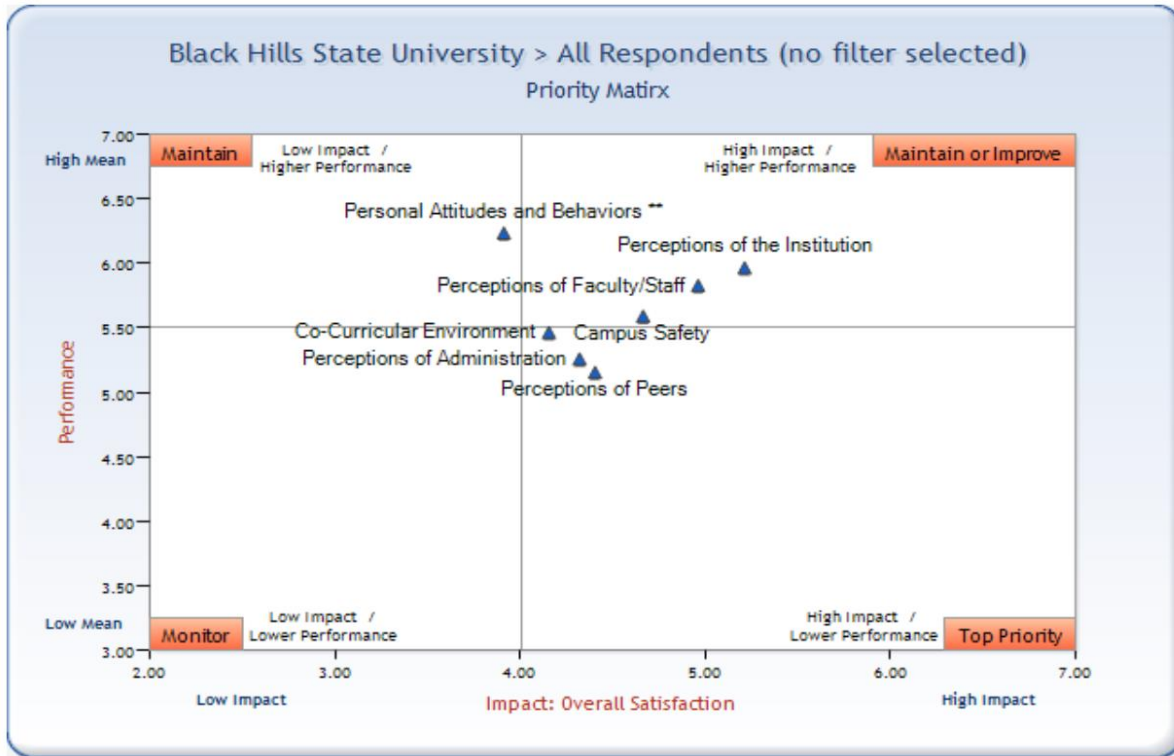 Black Hills State University > All Respondents (no filter selected)
Priority Matirx
7.00
High Mean
Maintain
Low Impact /
Higher Performance
High Impact /
Higher Performance
Maintain or Improve
6.50
Personal Attitudes and Behaviors **
Perceptions of the Institution
6.00
Perceptions of Faculty/Staff
5.50
Co-Curricular Environment
Campus Safety
Perceptions of Administration
Perceptions of Peers
5.00
Performance
4.50
4.00
3.50
Low Mean
Monitor
Low Impact /
Lower Performance
High Impact /
Lower Performance
Top Priority
3.00
2.00
3.00
4.00
5.00
6.00
7.00
Low Impact
Impact: Overall Satisfaction
High Impact